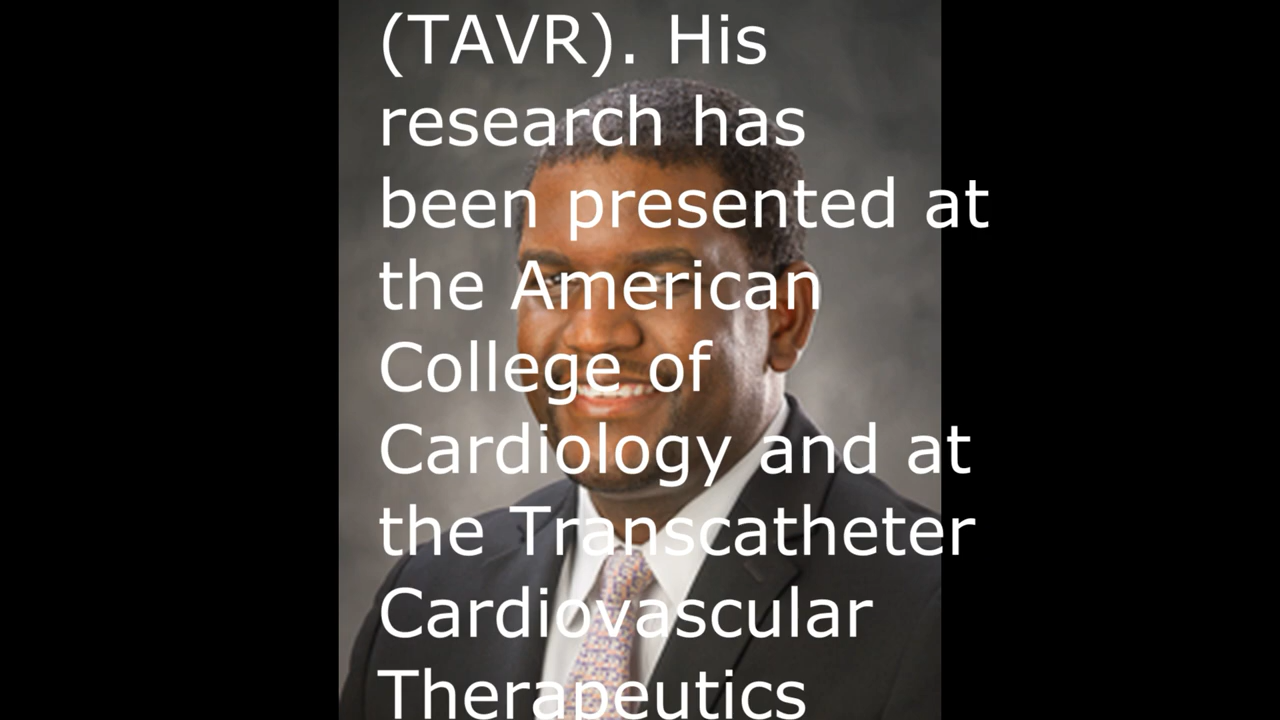 (TAVR). His
research has
been presented at
the American
College of
Cardiology and at
the Transcatheter
Cardiovascular
Therapeutics